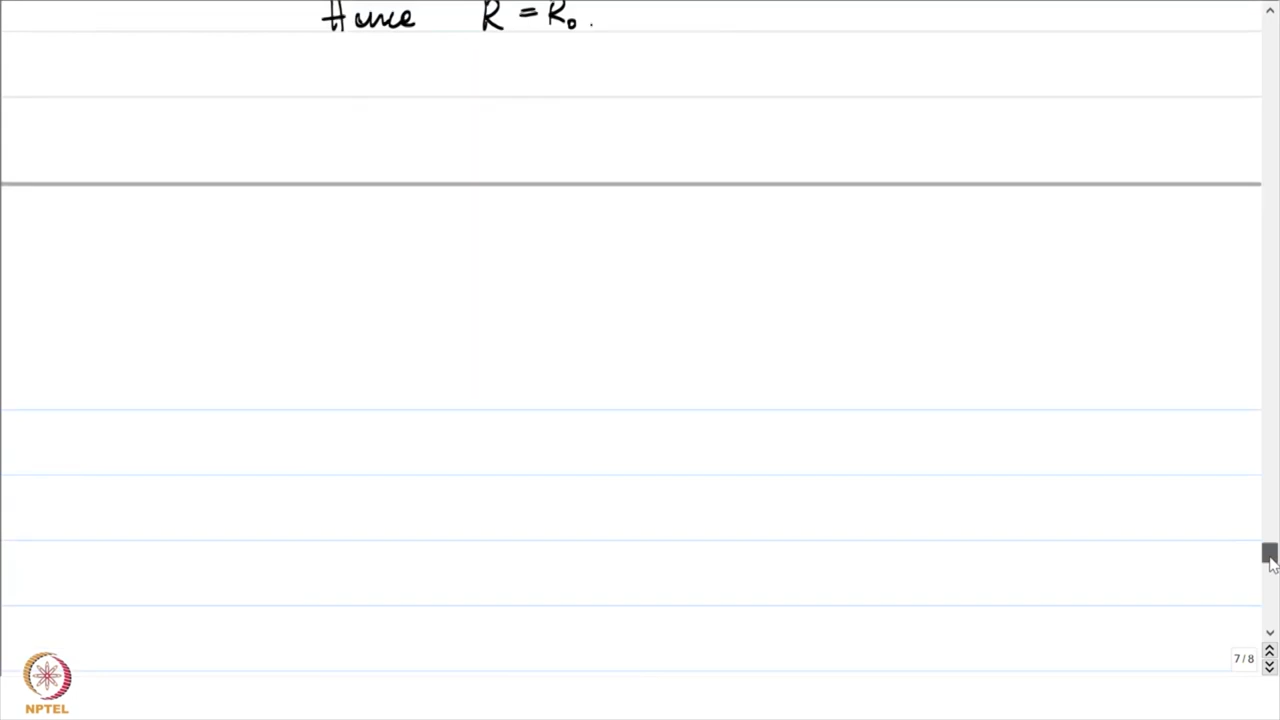 Hence R = R₀.
7 / 8
NPTEL